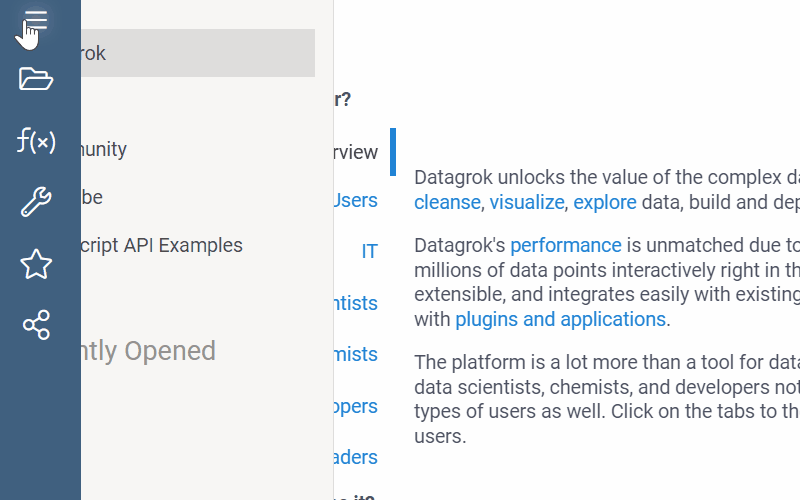 f(x)
rok
munity
be
cript API Examples
ntly Opened
r?
rview
Users
IT
ntists
mists
opers
aders
Datagrok unlocks the value of the complex da
cleanse, visualize, explore data, build and dep
Datagrok's performance is unmatched due to
millions of data points interactively right in th
extensible, and integrates easily with existing
with plugins and applications.
The platform is a lot more than a tool for data
data scientists, chemists, and developers not
types of users as well. Click on the tabs to the
users.